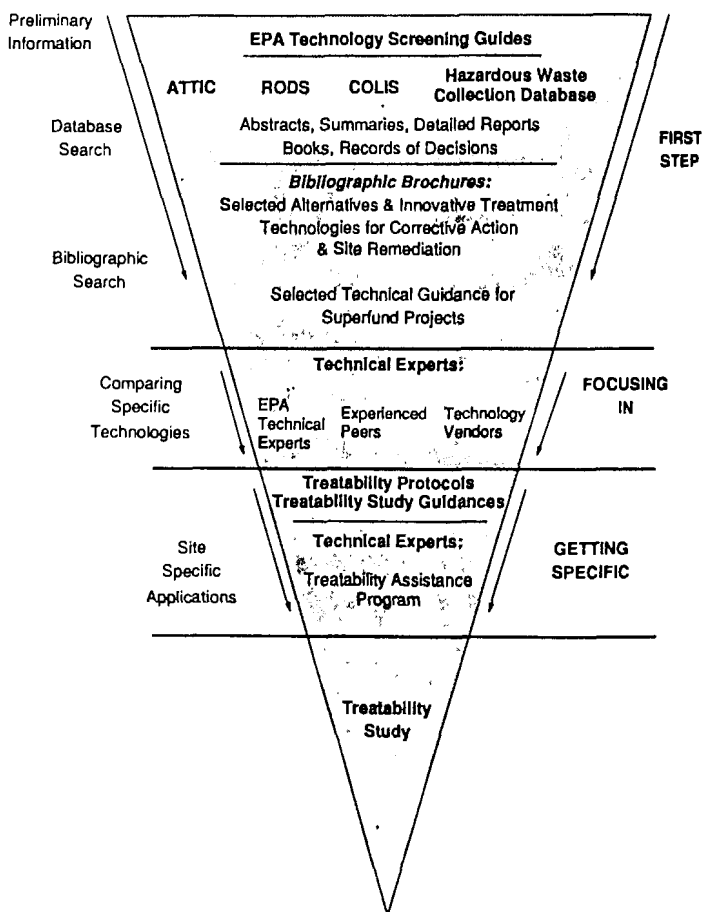 Preliminary
Information
EPA Technology Screening Guides
ATTIC RODS COLIS Hazardous Waste
Collection Database
Database
Search
Abstracts, Summaries, Detailed Reports
Books, Records of Decisions
FIRST
STEP
Bibliographic Brochures:
Selected Alternatives & Innovative Treatment
Technologies for Corrective Action
& Site Remediation
Bibliographic
Search
Selected Technical Guidance for
Superfund Projects
Technical Experts:
Comparing
Specific
Technologies
EPA
Technical
Experts
Experienced
Peers
Technology
Vendors
FOCUSING
IN
Treatability Protocols
Treatability Study Guidances
Technical Experts:
Site
Specific
Applications
Treatability Assistance
Program
GETTING
SPECIFIC
Treatability
Study